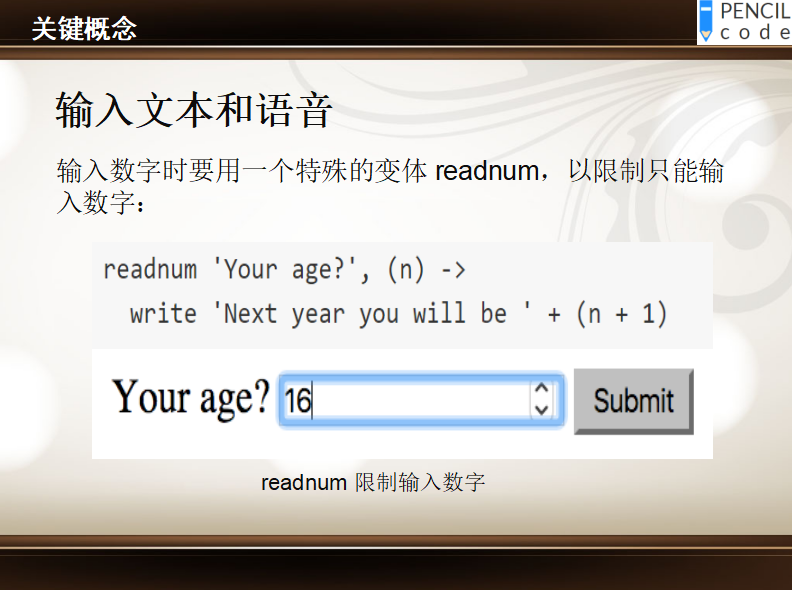 关键概念
PENCIL
code
输入文本和语音
输入数字时要用一个特殊的变体 readnum，以限制只能输
入数字：
readnum 'Your age?', (n) ->
write 'Next year you will be ' + (n + 1)
Your age? 16 Submit
readnum 限制输入数字